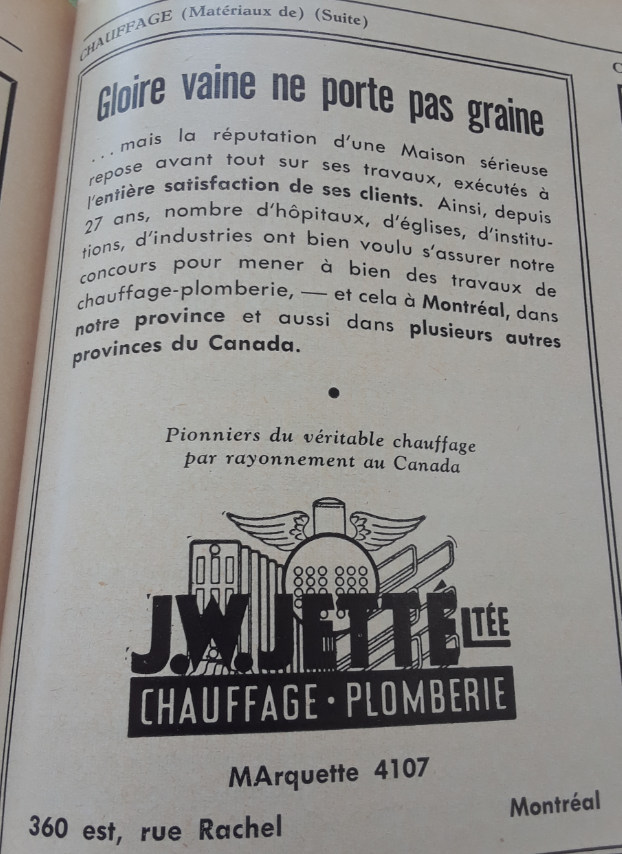 CHAUFFAGE (Matériaux de) (Suite)
Gloire vaine ne porte pas graine
...mais la réputation d'une Maison sérieuse
repose avant tout sur ses travaux, exécutés à
l'entière satisfaction de ses clients. Ainsi, depuis
27 ans, nombre d'hôpitaux, d'églises, d'institu-
tions, d'industries ont bien voulu s'assurer notre
concours pour mener à bien des travaux de
chauffage-plomberie, — et cela à Montréal, dans
notre province et aussi dans plusieurs autres
provinces du Canada.
Pionniers du véritable chauffage
par rayonnement au Canada
J.W. JETTÉ LTÉE
CHAUFFAGE • PLOMBERIE
MArquette 4107
360 est, rue Rachel
Montréal